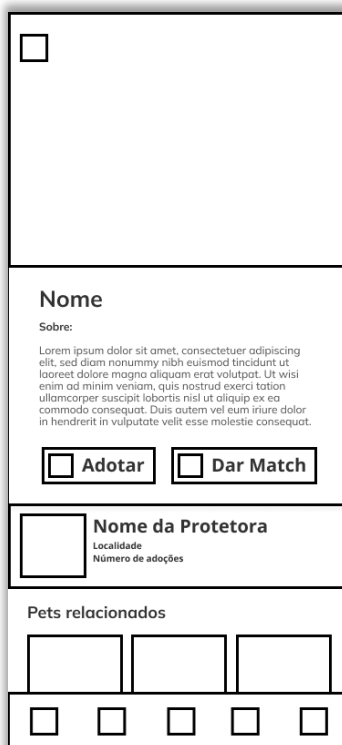 Nome
Sobre:
Lorem ipsum dolor sit amet, consectetuer adipiscing
elit, sed diam nonummy nibh euismod tincidunt ut
laoreet dolore magna aliquam erat volutpat. Ut wisi
enim ad minim veniam, quis nostrud exerci tation
ullamcorper suscipit lobortis nisl ut aliquip ex ea
commodo consequat. Duis autem vel eum iriure dolor
in hendrerit in vulputate velit esse molestie consequat.
Adotar
Dar Match
Nome da Protetora
Localidade
Número de adoções
Pets relacionados